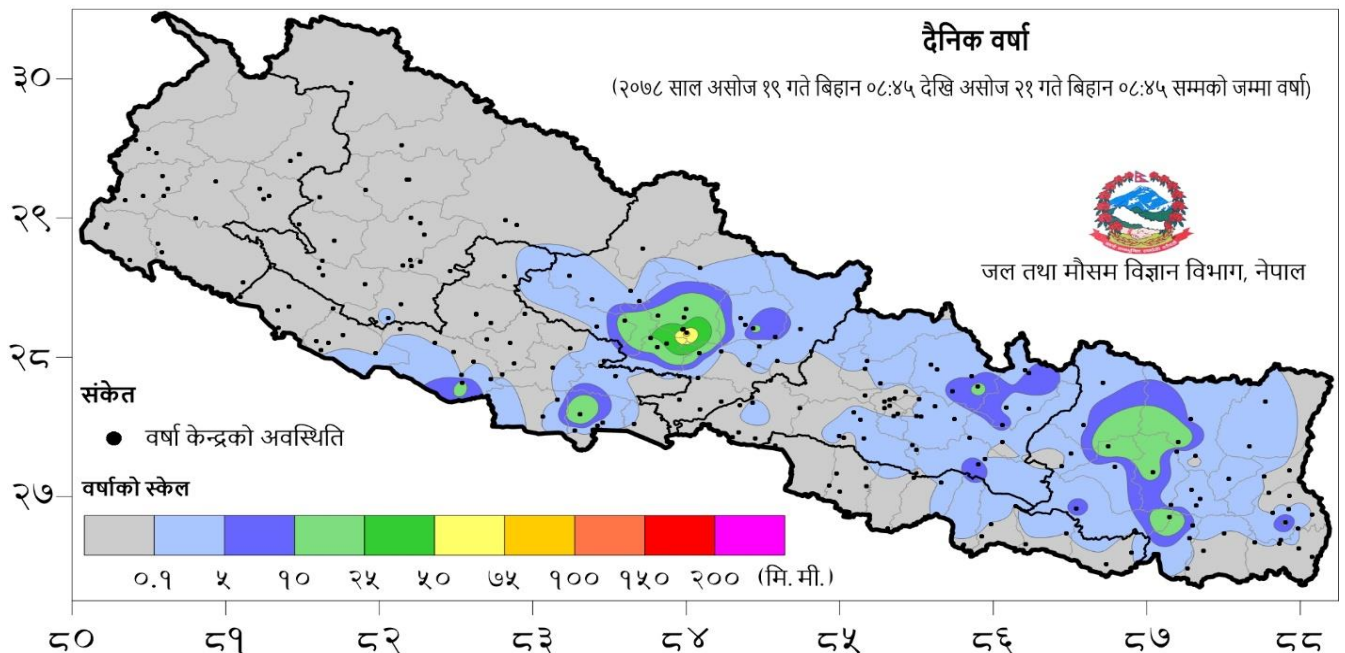 दैनिक वर्षा
(२०७८ साल असोज १९ गते बिहान ०८:४५ देखि असोज २१ गते बिहान ०८:४५ सम्मको जम्मा वर्षा)
जल तथा मौसम विज्ञान विभाग, नेपाल
३०
२९
२८
२७
संकेत
वर्षा केन्द्रको अवस्थिति
वर्षाको स्केल
०.१ ५ १० २५ ५० ७५ १०० १५० २०० (मि. मी.)
८० ८१ ८२ ८३ ८४ ८५ ८६ ८७ ८८